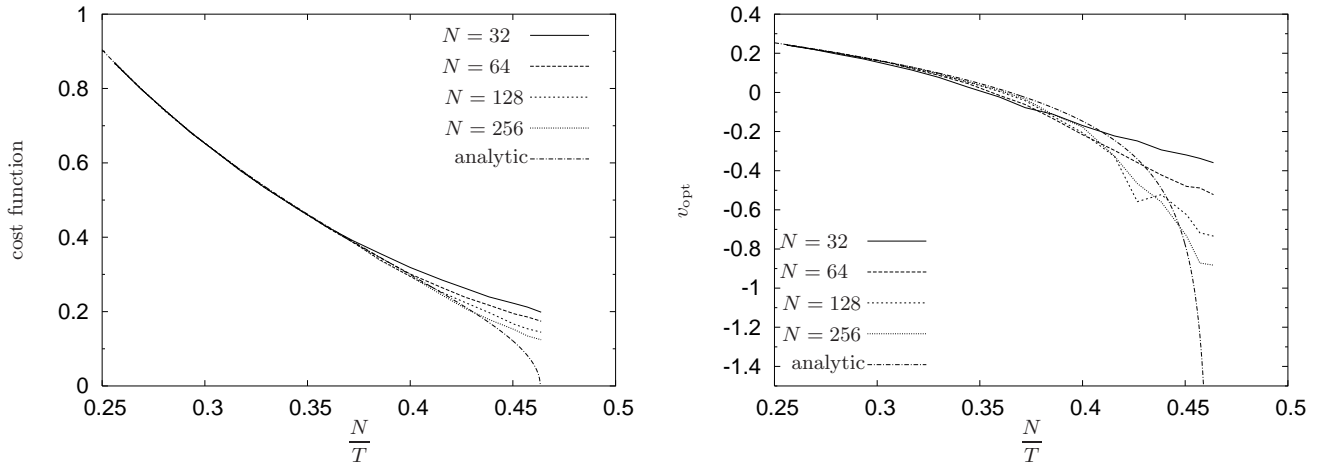 cost function
1
0.8
0.6
0.4
0.2
0
0.25
0.3
0.35
0.4
0.45
0.5
N/T
N = 32
N = 64
N = 128
N = 256
analytic
v_opt
0.4
0.2
0
-0.2
-0.4
-0.6
-0.8
-1
-1.2
-1.4
0.25
0.3
0.35
0.4
0.45
0.5
N/T
N = 32
N = 64
N = 128
N = 256
analytic